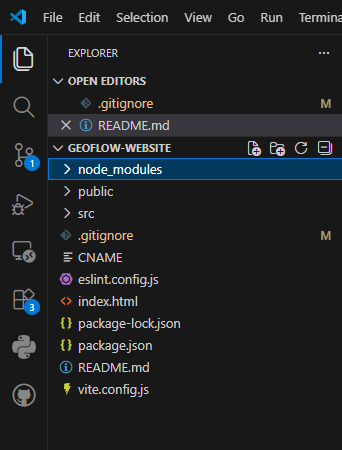 File Edit Selection View Go Run Terminal
EXPLORER
OPEN EDITORS
.gitignore M
README.md
GEOFLOW-WEBSITE
node_modules
public
src
.gitignore M
CNAME
eslint.config.js
index.html
package-lock.json
package.json
README.md
vite.config.js
1
3